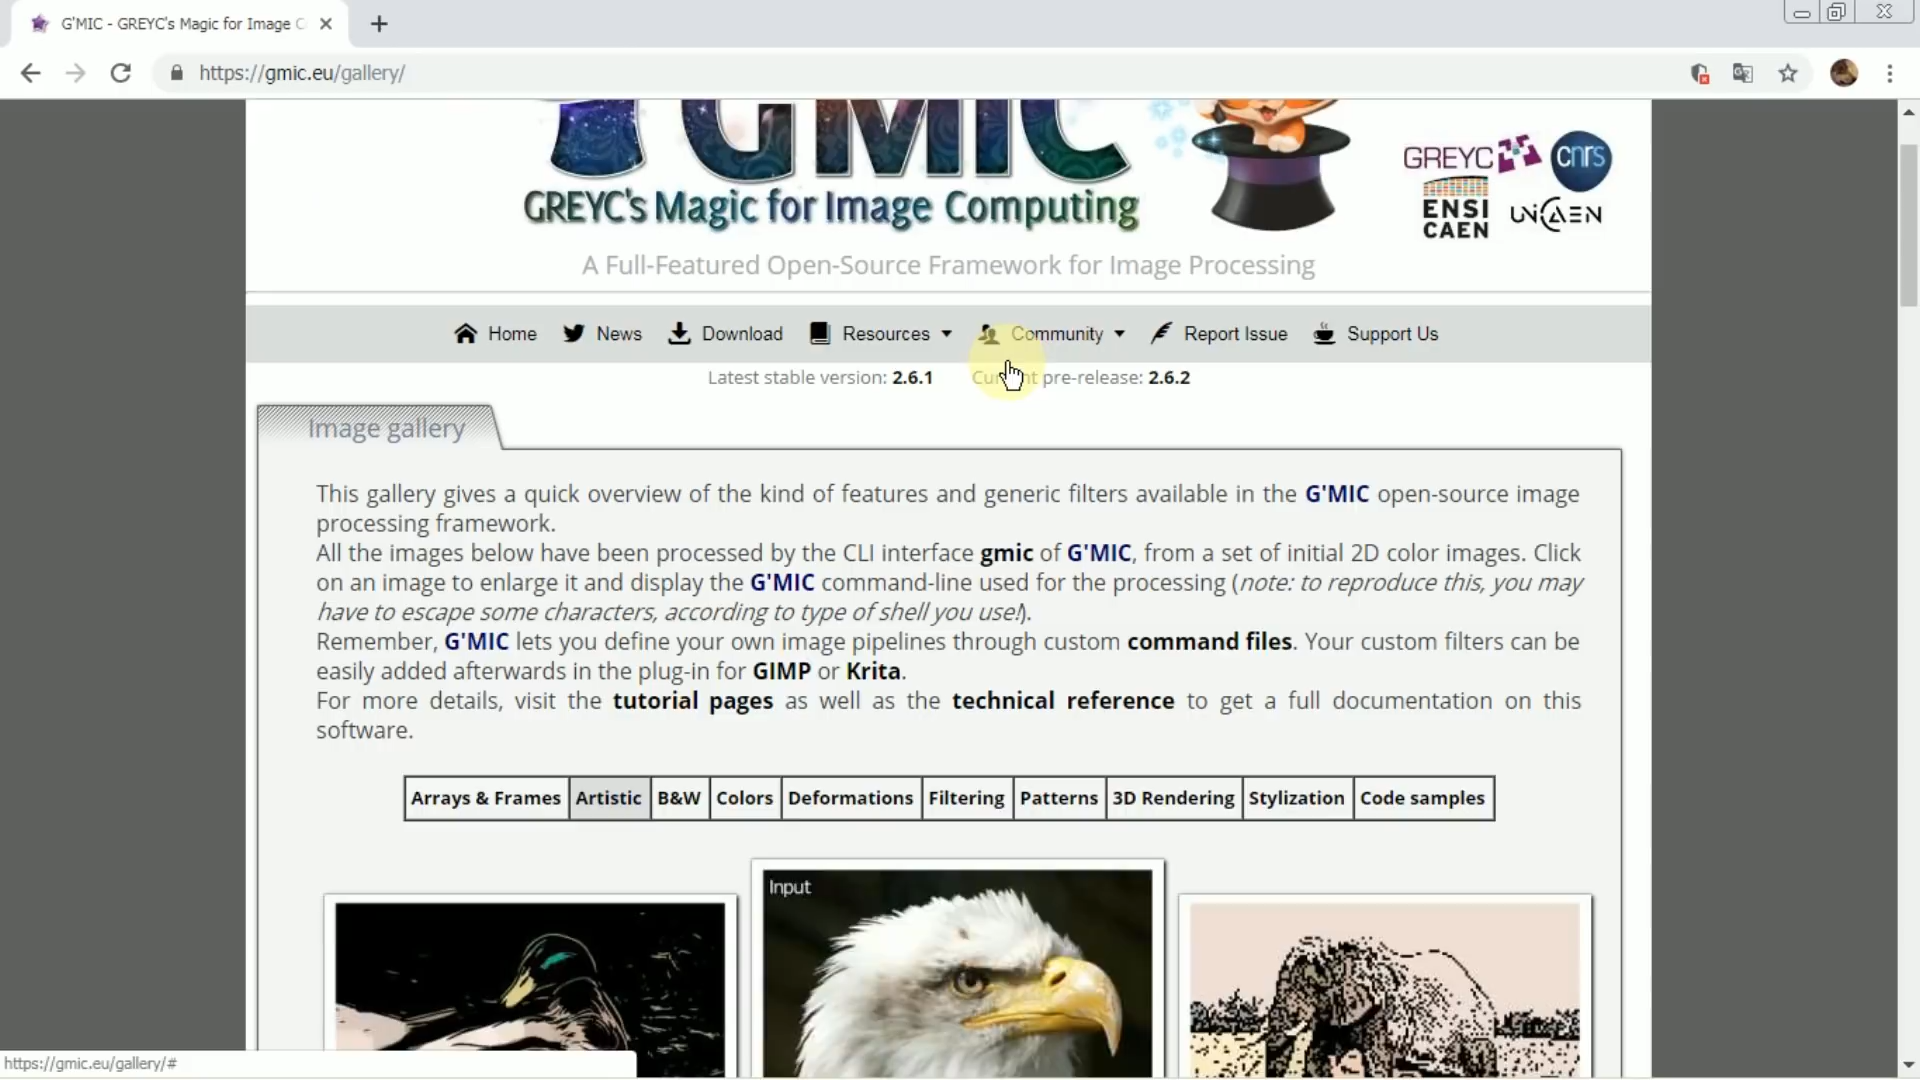 G'MIC - GREYC's Magic for Image C
https://gmic.eu/gallery/
G'MIC
GREYC's Magic for Image Computing
GREYC
cnrs
ENSI
CAEN
UNICAEN
A Full-Featured Open-Source Framework for Image Processing
Home News Download Resources Community Report Issue Support Us
Latest stable version: 2.6.1 Current pre-release: 2.6.2
Image gallery
This gallery gives a quick overview of the kind of features and generic filters available in the G'MIC open-source image
processing framework.
All the images below have been processed by the CLI interface gmic of G'MIC, from a set of initial 2D color images. Click
on an image to enlarge it and display the G'MIC command-line used for the processing (note: to reproduce this, you may
have to escape some characters, according to type of shell you use!).
Remember, G'MIC lets you define your own image pipelines through custom command files. Your custom filters can be
easily added afterwards in the plug-in for GIMP or Krita.
For more details, visit the tutorial pages as well as the technical reference to get a full documentation on this
software.
Arrays & Frames Artistic B&W Colors Deformations Filtering Patterns 3D Rendering Stylization Code samples
Input
https://gmic.eu/gallery/#